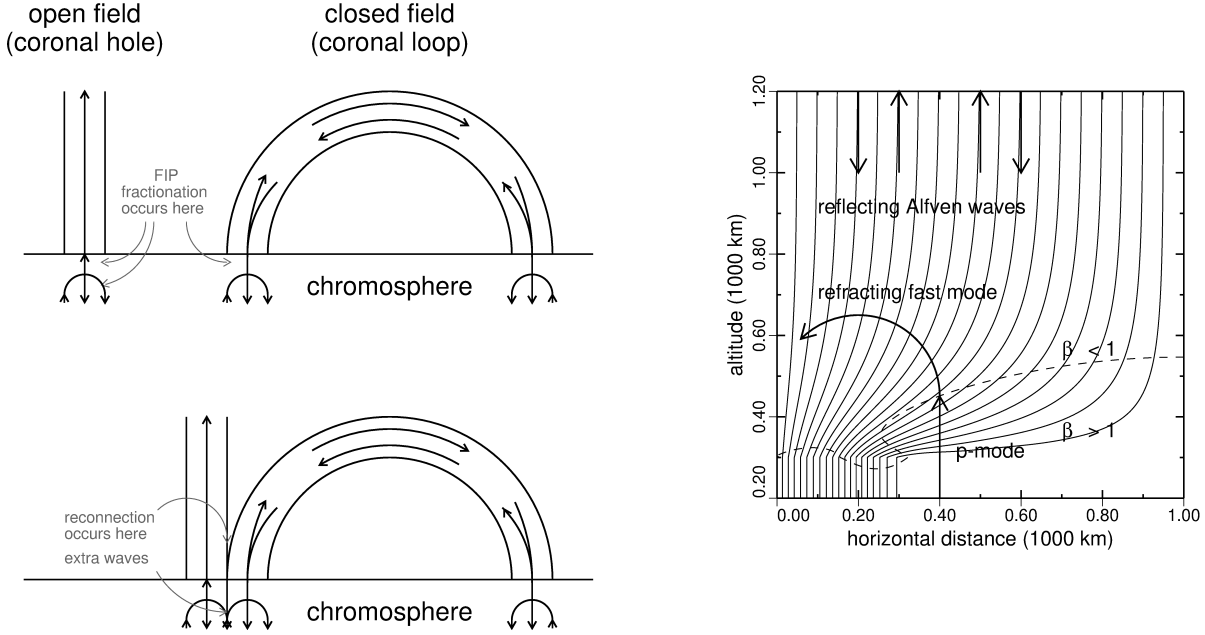 open field
(coronal hole)
closed field
(coronal loop)
FIP
fractionation
occurs here
chromosphere
reconnection
occurs here
extra waves
chromosphere
1.20
1.00
0.80
0.60
0.40
0.20
altitude (1000 km)
reflecting Alfven waves
refracting fast mode
β < 1
β > 1
p-mode
0.00 0.20 0.40 0.60 0.80 1.00
horizontal distance (1000 km)